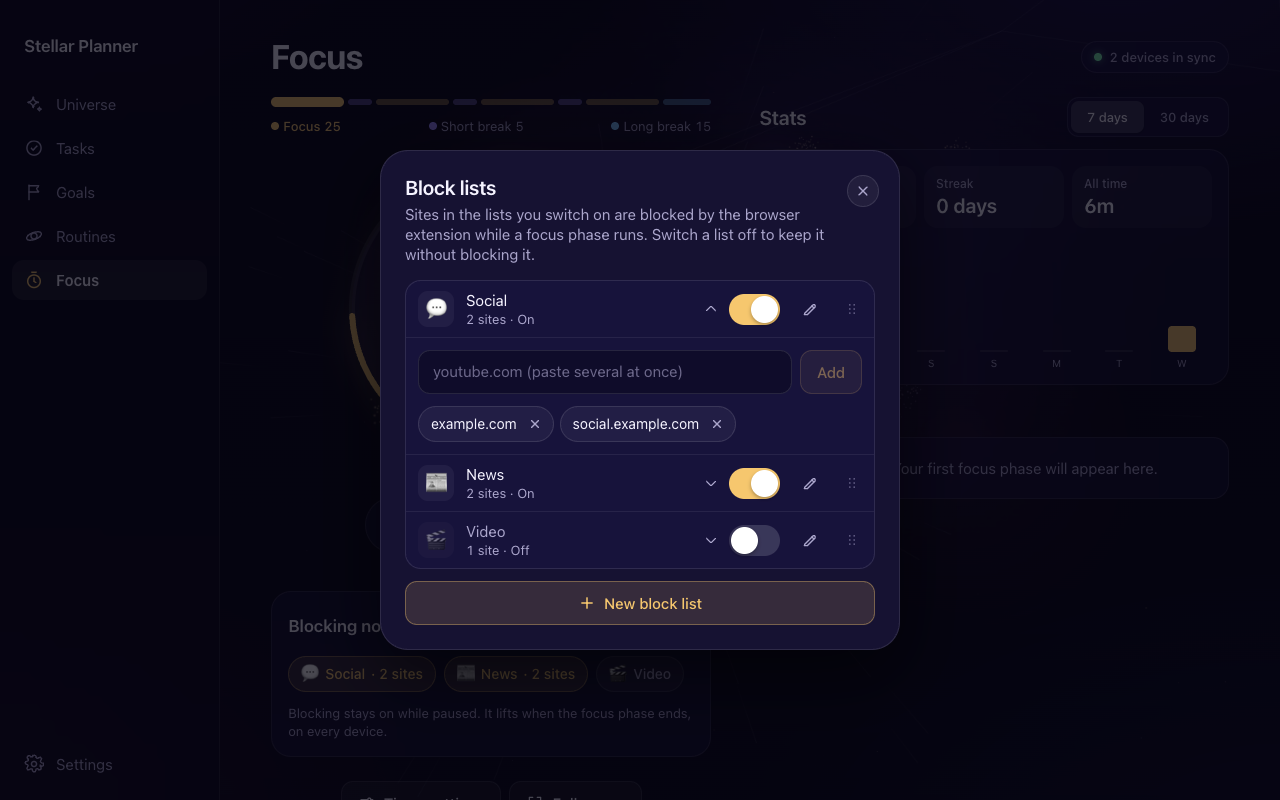 Stellar Planner
Universe
Tasks
Goals
Routines
Focus
Settings
Focus
2 devices in sync
Focus 25
Short break 5
Long break 15
Stats
7 days
30 days
Streak
0 days
All time
6m
S
S
M
T
W
our first focus phase will appear here.
Block lists
Sites in the lists you switch on are blocked by the browser
extension while a focus phase runs. Switch a list off to keep it
without blocking it.
Social
2 sites · On
youtube.com (paste several at once)
Add
example.com
social.example.com
News
2 sites · On
Video
1 site · Off
New block list
Blocking
Social · 2 sites
News · 2 sites
Video
Blocking stays on while paused. It lifts when the focus phase ends,
on every device.